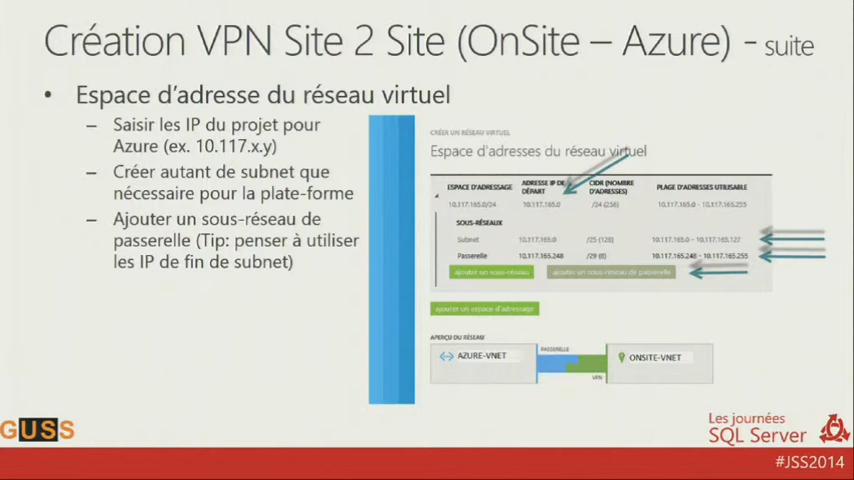 Création VPN Site 2 Site (OnSite – Azure) - suite
• Espace d'adresse du réseau virtuel
– Saisir les IP du projet pour
Azure (ex. 10.117.x.y)
– Créer autant de subnet que
nécessaire pour la plate-forme
– Ajouter un sous-réseau de
passerelle (Tip: penser à utiliser
les IP de fin de subnet)
CRÉER UN RÉSEAU VIRTUEL
Espace d'adresses du réseau virtuel
ESPACE D'ADRESSAGE ADRESSE IP DE DÉPART CIDR (NOMBRE D'ADRESSES) PLAGE D'ADRESSES UTILISABLE
10.117.165.0/24 10.117.165.0 /24 (256) 10.117.165.0 - 10.117.165.255
SOUS-RÉSEAUX
Subnet 10.117.165.0 /25 (128) 10.117.165.0 - 10.117.165.127
Passerelle 10.117.165.248 /29 (8) 10.117.165.248 - 10.117.165.255
ajouter un sous-réseau ajouter un sous-réseau de passerelle
ajouter un espace d'adressage
APERÇU DU RÉSEAU
AZURE-VNET PASSERELLE VPN ONSITE-VNET
GUSS
Les journées
SQL Server
#JSS2014